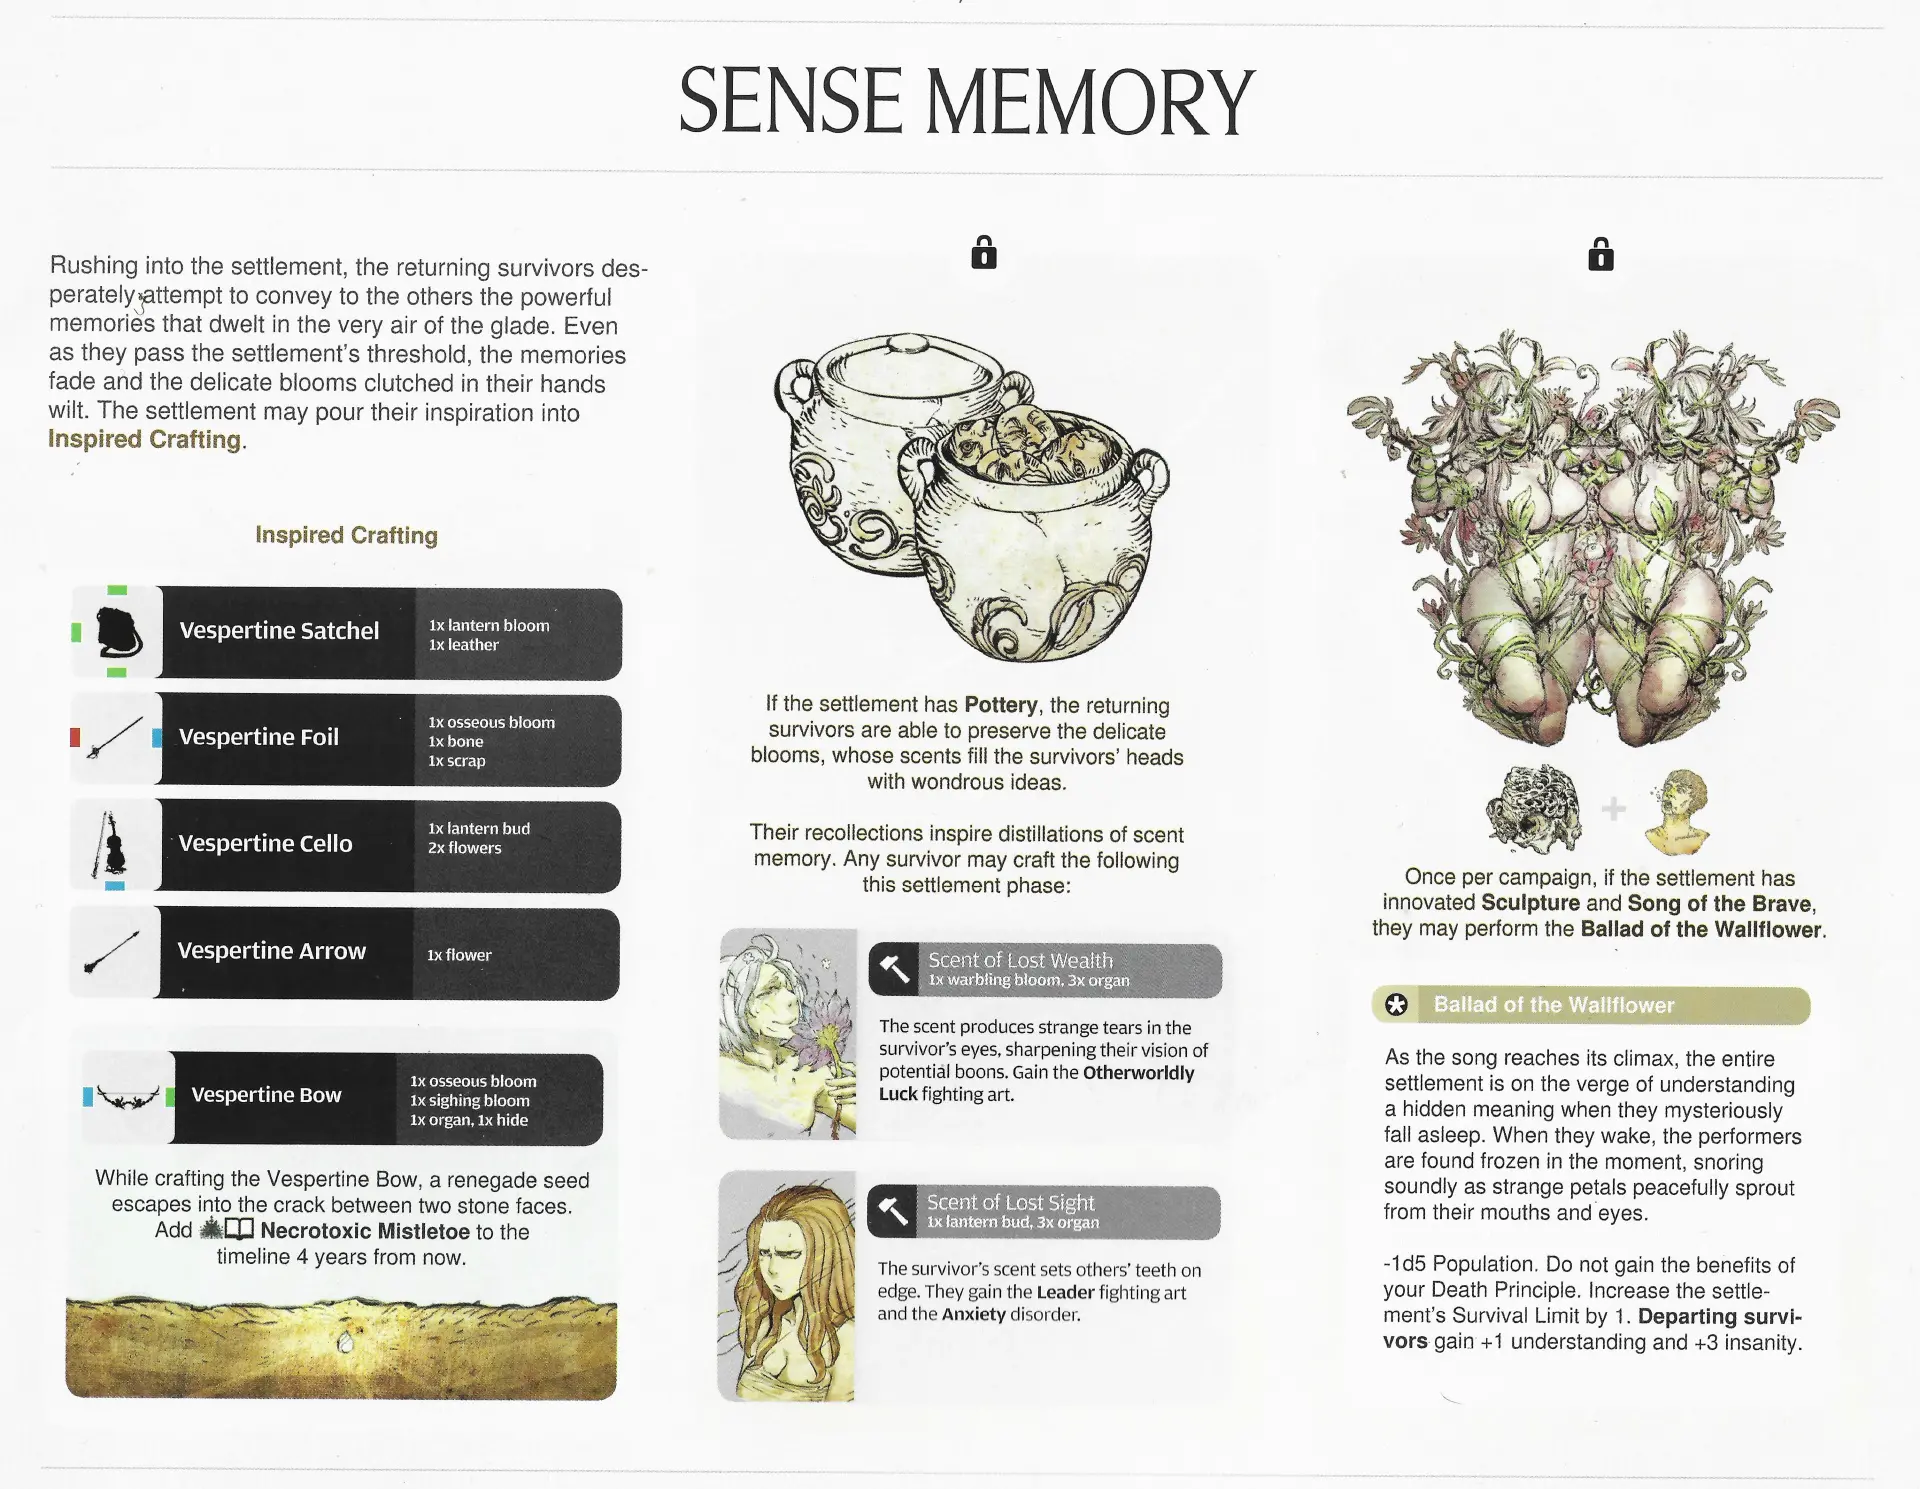 SENSE MEMORY
Rushing into the settlement, the returning survivors des-
perately attempt to convey to the others the powerful
memories that dwelt in the very air of the glade. Even
as they pass the settlement's threshold, the memories
fade and the delicate blooms clutched in their hands
wilt. The settlement may pour their inspiration into
Inspired Crafting.
Inspired Crafting
Vespertine Satchel
1x lantern bloom
1x leather
Vespertine Foil
1x osseous bloom
1x bone
1x scrap
Vespertine Cello
1x lantern bud
2x flowers
Vespertine Arrow
1x flower
Vespertine Bow
1x osseous bloom
1x sighing bloom
1x organ, 1x hide
While crafting the Vespertine Bow, a renegade seed
escapes into the crack between two stone faces.
Add Necrotoxic Mistletoe to the
timeline 4 years from now.
If the settlement has Pottery, the returning
survivors are able to preserve the delicate
blooms, whose scents fill the survivors' heads
with wondrous ideas.
Their recollections inspire distillations of scent
memory. Any survivor may craft the following
this settlement phase:
Scent of Lost Wealth
1x warbling bloom, 3x organ
The scent produces strange tears in the
survivor's eyes, sharpening their vision of
potential boons. Gain the Otherworldly
Luck fighting art.
Scent of Lost Sight
1x lantern bud, 3x organ
The survivor's scent sets others' teeth on
edge. They gain the Leader fighting art
and the Anxiety disorder.
+
Once per campaign, if the settlement has
innovated Sculpture and Song of the Brave,
they may perform the Ballad of the Wallflower.
Ballad of the Wallflower
As the song reaches its climax, the entire
settlement is on the verge of understanding
a hidden meaning when they mysteriously
fall asleep. When they wake, the performers
are found frozen in the moment, snoring
soundly as strange petals peacefully sprout
from their mouths and eyes.
-1d5 Population. Do not gain the benefits of
your Death Principle. Increase the settle-
ment's Survival Limit by 1. Departing survi-
vors gain +1 understanding and +3 insanity.